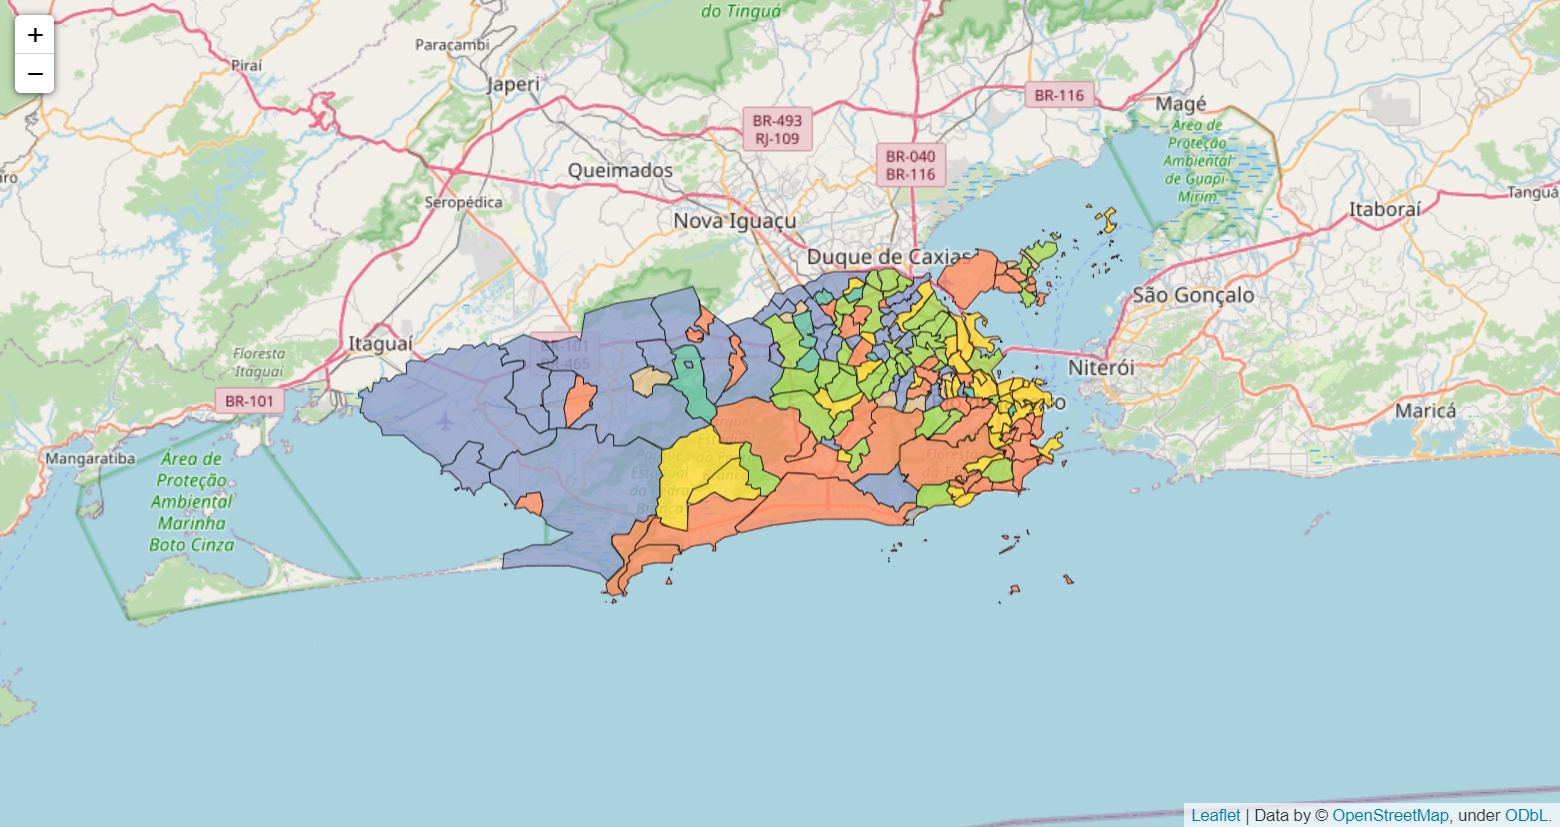 +
−
do Tinguá
Paracambi
Piraí
Japeri
BR-116
Magé
Área de
Proteção
Ambiental
de Guapi-
Mirim
BR-493
RJ-109
BR-040
BR-116
Queimados
Seropédica
Nova Iguaçu
Itaboraí
Tanguá
Duque de Caxias
São Gonçalo
Itaguaí
Floresta
Itaguaí
BR-101
Niterói
BR-101
Maricá
Mangaratiba
Área de
Proteção
Ambiental
Marinha
Boto Cinza
Leaflet | Data by © OpenStreetMap, under ODbL.